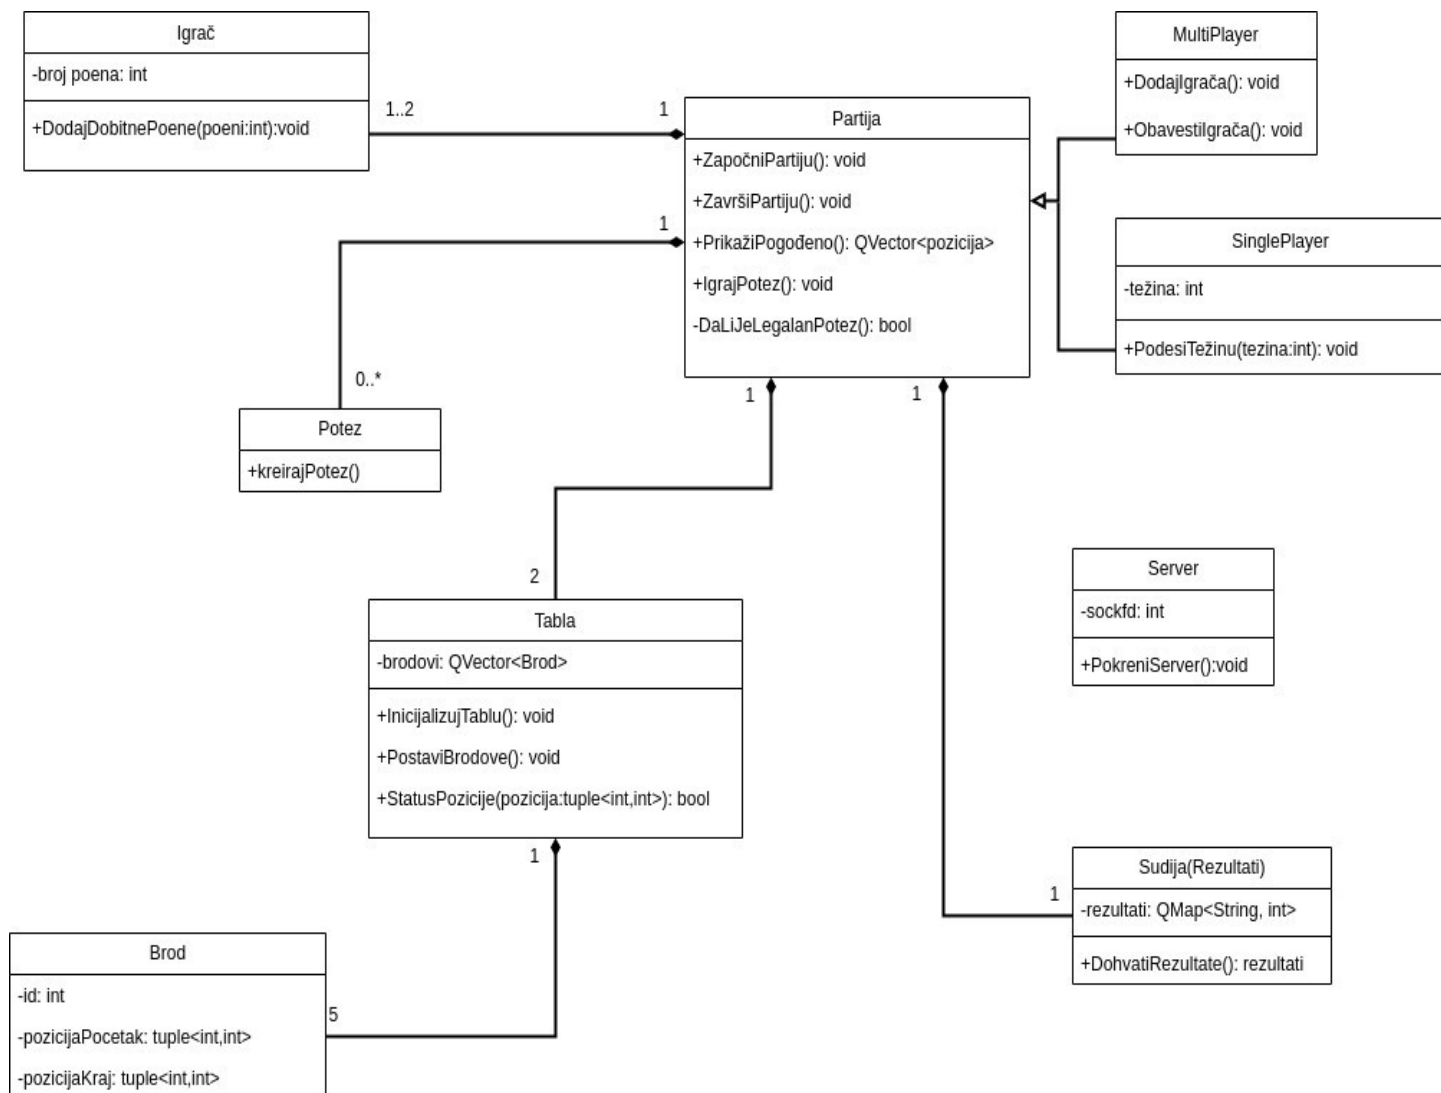 Igrač
-broj poena: int
+DodajDobitnePoene(poeni:int):void
1..2
1
Partija
+ZapočniPartiju(): void
+ZavršiPartiju(): void
+PrikažiPogođeno(): QVector<pozicija>
+IgrajPotez(): void
-DaLiJeLegalanPotez(): bool
MultiPlayer
+DodajIgrača(): void
+ObavestiIgrača(): void
SinglePlayer
-težina: int
+PodesiTežinu(tezina:int): void
1
0..*
Potez
+kreirajPotez()
1
1
2
Tabla
-brodovi: QVector<Brod>
+InicijalizujTablu(): void
+PostaviBrodove(): void
+StatusPozicije(pozicija:tuple<int,int>): bool
Server
-sockfd: int
+PokreniServer():void
1
1
Sudija(Rezultati)
-rezultati: QMap<String, int>
+DohvatiRezultate(): rezultati
Brod
-id: int
-pozicijaPocetak: tuple<int,int>
-pozicijaKraj: tuple<int,int>
5